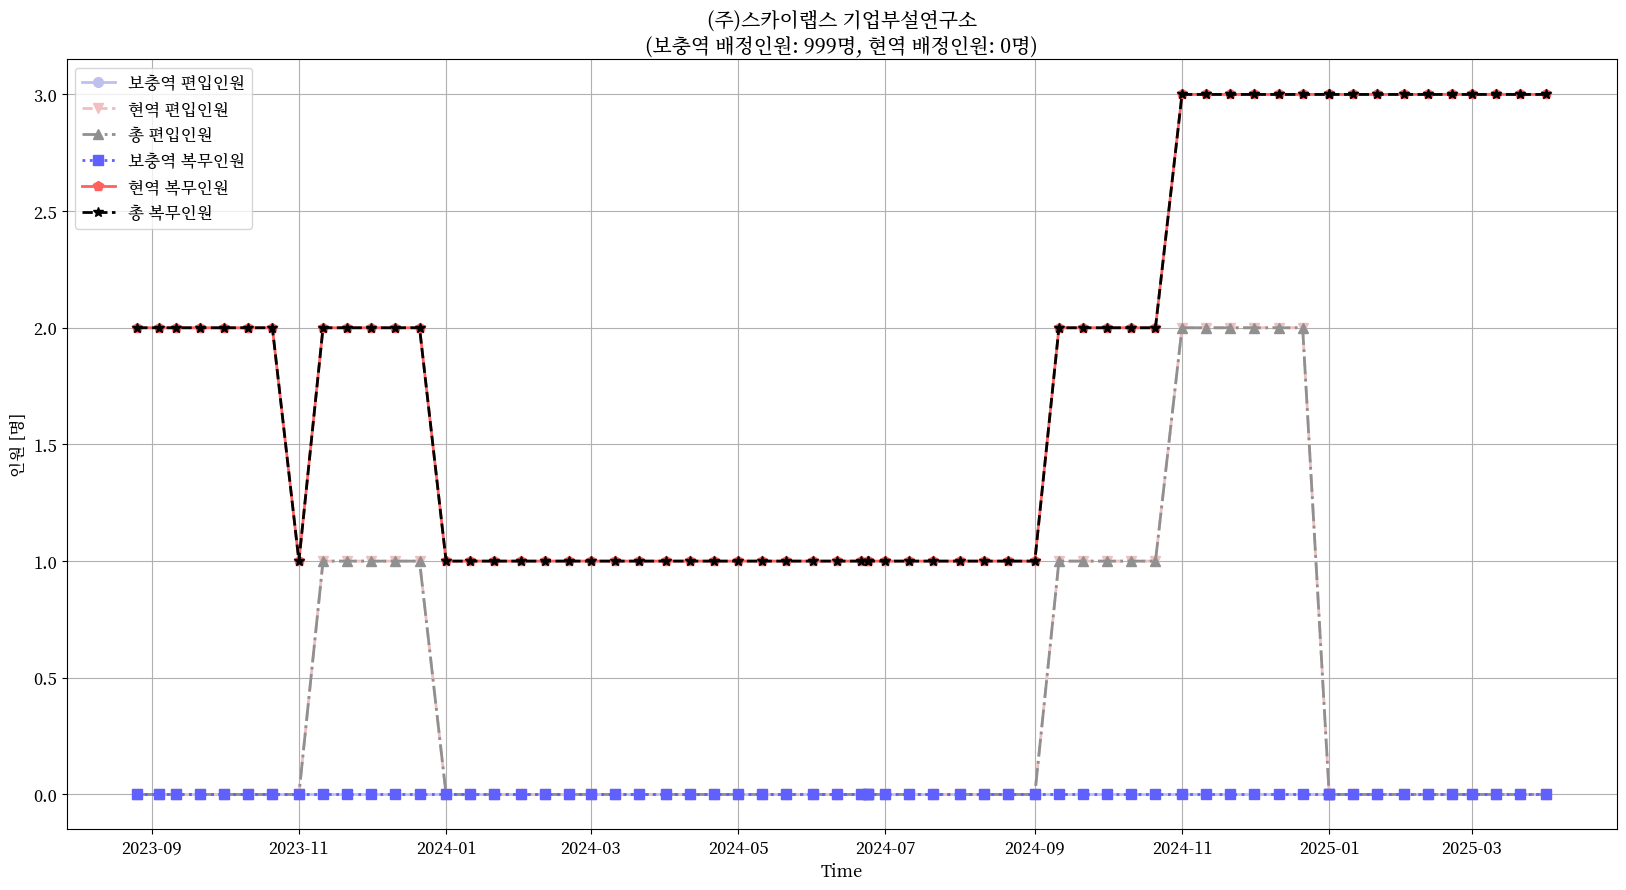 (주)스카이랩스 기업부설연구소
(보충역 배정인원: 999명, 현역 배정인원: 0명)
보충역 편입인원
현역 편입인원
총 편입인원
보충역 복무인원
현역 복무인원
총 복무인원
인원 [명]
3.0
2.5
2.0
1.5
1.0
0.5
0.0
2023-09 2023-11 2024-01 2024-03 2024-05 2024-07 2024-09 2024-11 2025-01 2025-03
Time